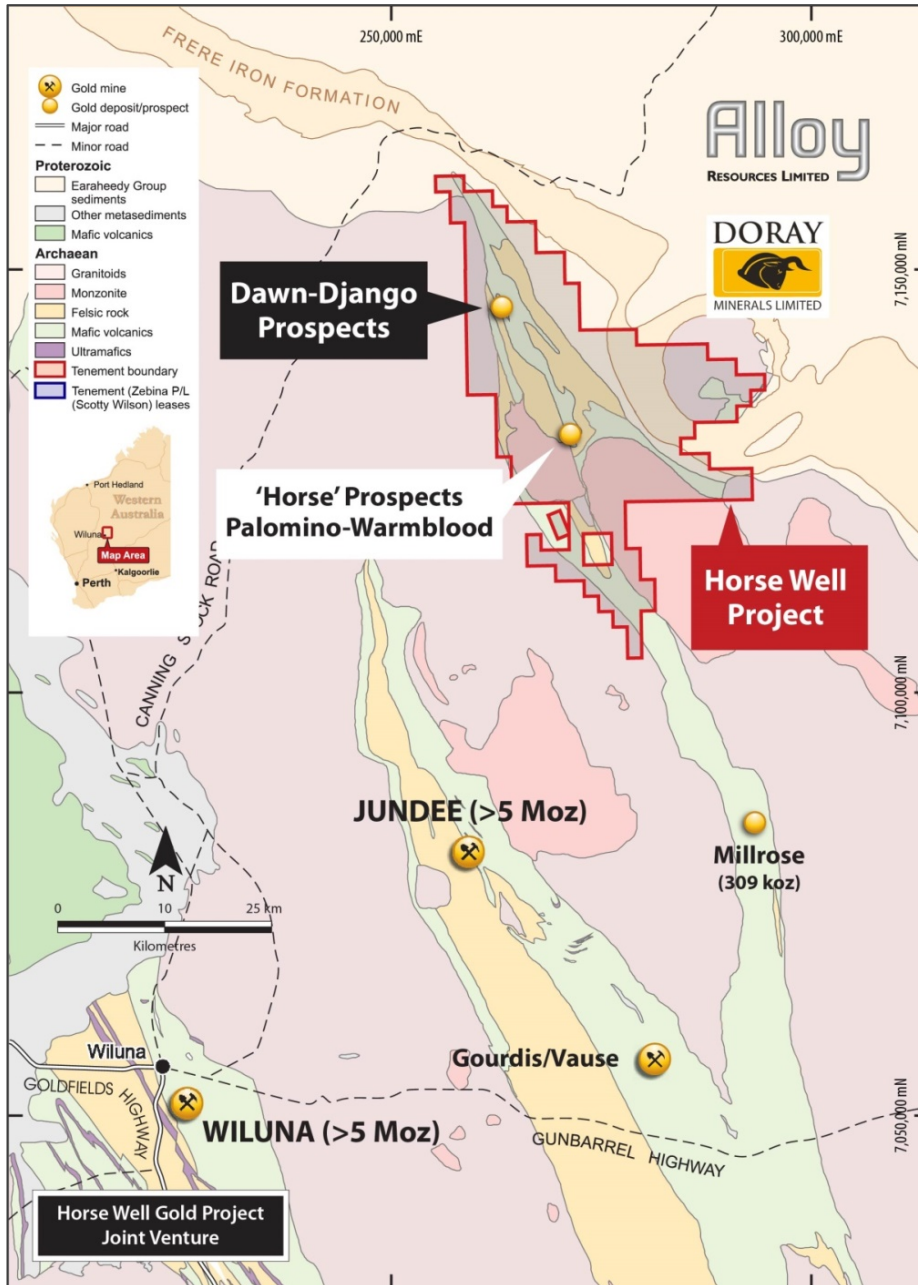 250,000 mE
300,000 mE
FRERE IRON FORMATION
Gold mine
Gold deposit/prospect
Major road
Minor road
Proterozoic
Earaheedy Group
sediments
Other metasediments
Mafic volcanics
Archaean
Granitoids
Monzonite
Felsic rock
Mafic volcanics
Ultramafics
Tenement boundary
Tenement (Zebina P/L
(Scotty Wilson) leases
Port Hedland
Western
Australia
Wiluna
Map Area
Kalgoorlie
Perth
Alloy
RESOURCES LIMITED
DORAY
MINERALS LIMITED
7,150,000 mN
Dawn-Django
Prospects
'Horse' Prospects
Palomino-Warmblood
Horse Well
Project
CANNING STOCK ROAD
7,100,000 mN
JUNDEE (>5 Moz)
Millrose
(309 koz)
N
0 10 25 km
Kilometres
Wiluna
GOLDFIELDS HIGHWAY
WILUNA (>5 Moz)
Gourdis/Vause
GUNBARREL HIGHWAY
7,050,000 mN
Horse Well Gold Project
Joint Venture